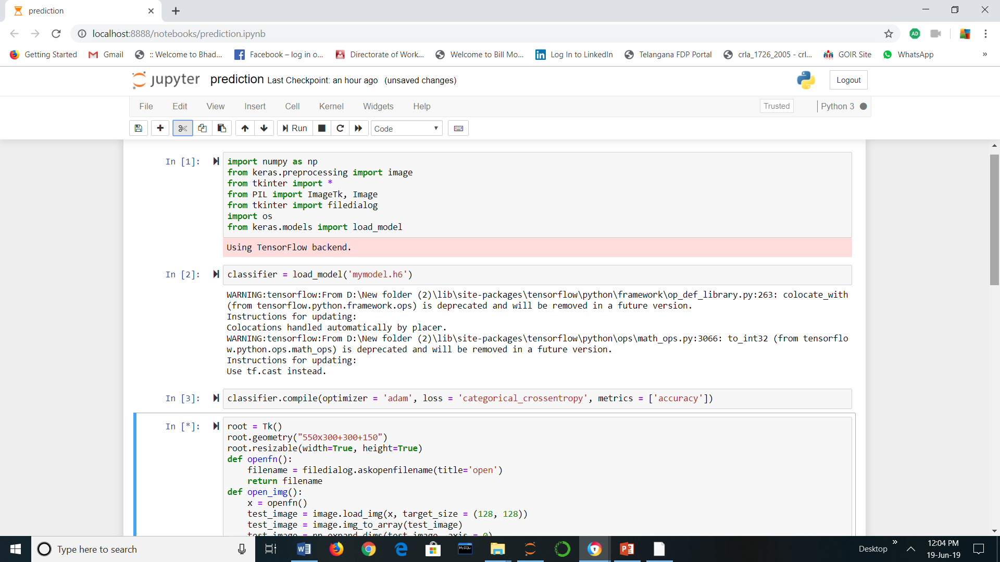 prediction
localhost:8888/notebooks/prediction.ipynb
AD
Getting Started
Gmail
:: Welcome to Bhad...
Facebook – log in o...
Directorate of Work...
Welcome to Bill Mo...
Log In to LinkedIn
Telangana FDP Portal
crla_1726_2005 - crl...
GOIR Site
WhatsApp
»
jupyter prediction Last Checkpoint: an hour ago (unsaved changes)
Logout
File Edit View Insert Cell Kernel Widgets Help
Trusted
Python 3
Run
Code
In [1]:
import numpy as np
from keras.preprocessing import image
from tkinter import *
from PIL import ImageTk, Image
from tkinter import filedialog
import os
from keras.models import load_model
Using TensorFlow backend.
In [2]:
classifier = load_model('mymodel.h6')
WARNING:tensorflow:From D:\New folder (2)\lib\site-packages\tensorflow\python\framework\op_def_library.py:263: colocate_with
(from tensorflow.python.framework.ops) is deprecated and will be removed in a future version.
Instructions for updating:
Colocations handled automatically by placer.
WARNING:tensorflow:From D:\New folder (2)\lib\site-packages\tensorflow\python\ops\math_ops.py:3066: to_int32 (from tensorflo
w.python.ops.math_ops) is deprecated and will be removed in a future version.
Instructions for updating:
Use tf.cast instead.
In [3]:
classifier.compile(optimizer = 'adam', loss = 'categorical_crossentropy', metrics = ['accuracy'])
In [*]:
root = Tk()
root.geometry("550x300+300+150")
root.resizable(width=True, height=True)
def openfn():
    filename = filedialog.askopenfilename(title='open')
    return filename
def open_img():
    x = openfn()
    test_image = image.load_img(x, target_size = (128, 128))
    test_image = image.img_to_array(test_image)
    test_image = np.expand_dims(test_image, axis = 0)
Type here to search
MySQL
Desktop
»
12:04 PM
19-Jun-19